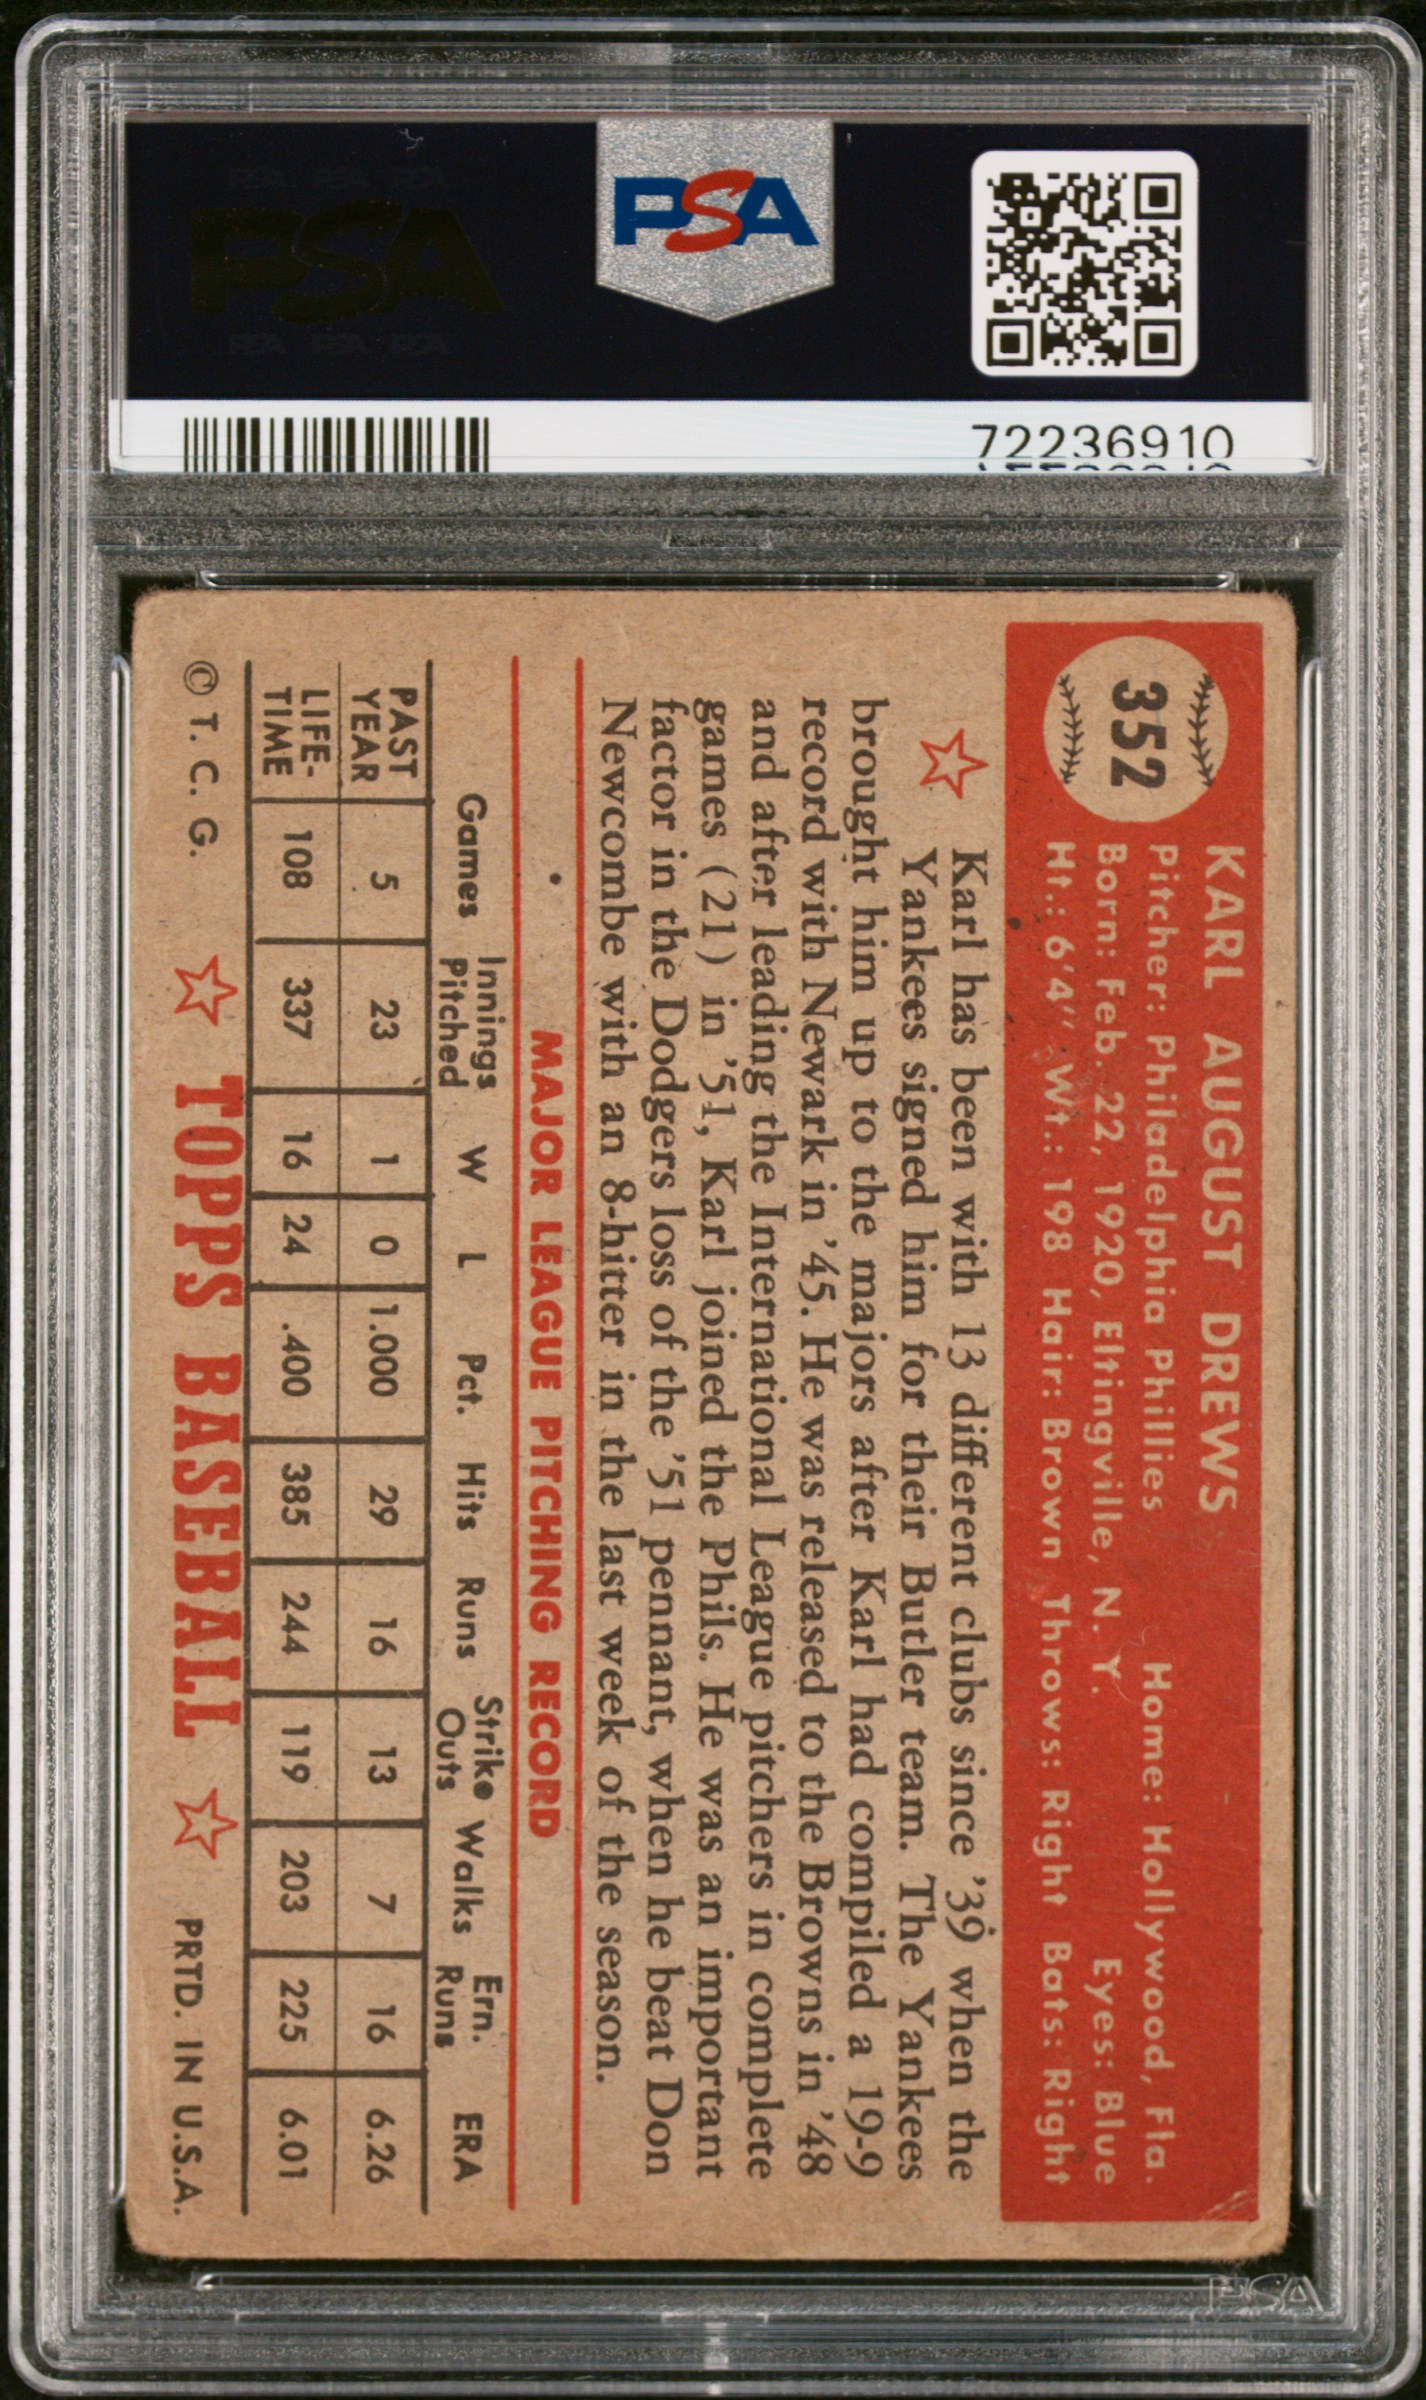 PSA PSA PSA
PSA
PSA PSA PSA
PSA
72236910
352
KARL AUGUST DREWS
Pitcher: Philadelphia Phillies Home: Hollywood, Fla.
Born: Feb. 22, 1920, Eltingville, N. Y. Eyes: Blue
Ht.: 6'4" Wt.: 198 Hair: Brown Throws: Right Bats: Right
Karl has been with 13 different clubs since '39 when the
Yankees signed him for their Butler team. The Yankees
brought him up to the majors after Karl had compiled a 19-9
record with Newark in '45. He was released to the Browns in '48
and after leading the International League pitchers in complete
games (21) in '51, Karl joined the Phils. He was an important
factor in the Dodgers loss of the '51 pennant, when he beat Don
Newcombe with an 8-hitter in the last week of the season.
MAJOR LEAGUE PITCHING RECORD
Games Innings Pitched W L Pct. Hits Runs Strike Outs Walks Ern. Runs ERA
PAST YEAR 5 23 1 0 1.000 29 16 13 7 16 6.26
LIFE-TIME 108 337 16 24 .400 385 244 119 203 225 6.01
© T. C. G. TOPPS BASEBALL PRTD. IN U.S.A.
PSA